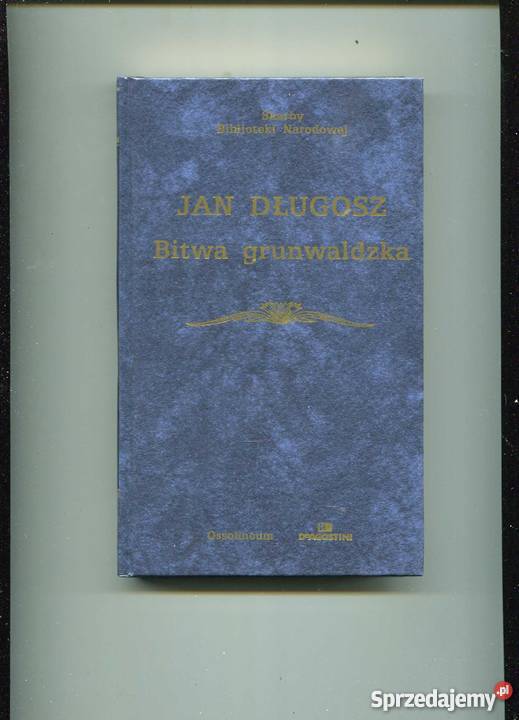 Skarby
Biblioteki Narodowej
JAN DŁUGOSZ
Bitwa grunwaldzka
Ossolineum
DeAGOSTINI
Sprzedajemy.pl